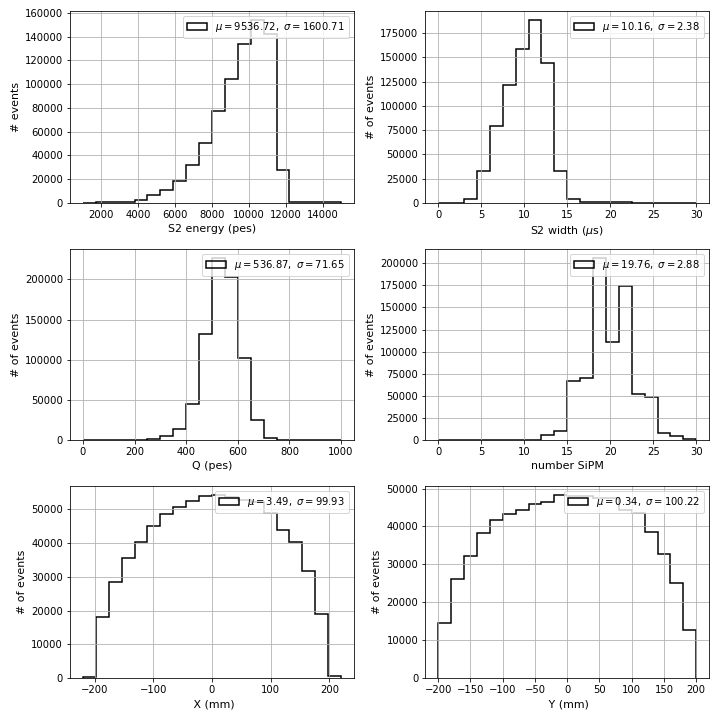 160000
140000
120000
100000
80000
60000
40000
20000
0
# events
μ = 9536.72, σ = 1600.71
2000 4000 6000 8000 10000 12000 14000
S2 energy (pes)
175000
150000
125000
100000
75000
50000
25000
0
# of events
μ = 10.16, σ = 2.38
0 5 10 15 20 25 30
S2 width (μs)
200000
150000
100000
50000
0
# of events
μ = 536.87, σ = 71.65
0 200 400 600 800 1000
Q (pes)
200000
175000
150000
125000
100000
75000
50000
25000
0
# of events
μ = 19.76, σ = 2.88
0 5 10 15 20 25 30
number SiPM
50000
40000
30000
20000
10000
0
# of events
μ = 3.49, σ = 99.93
−200 −100 0 100 200
X (mm)
50000
40000
30000
20000
10000
0
# of events
μ = 0.34, σ = 100.22
−200 −150 −100 −50 0 50 100 150 200
Y (mm)